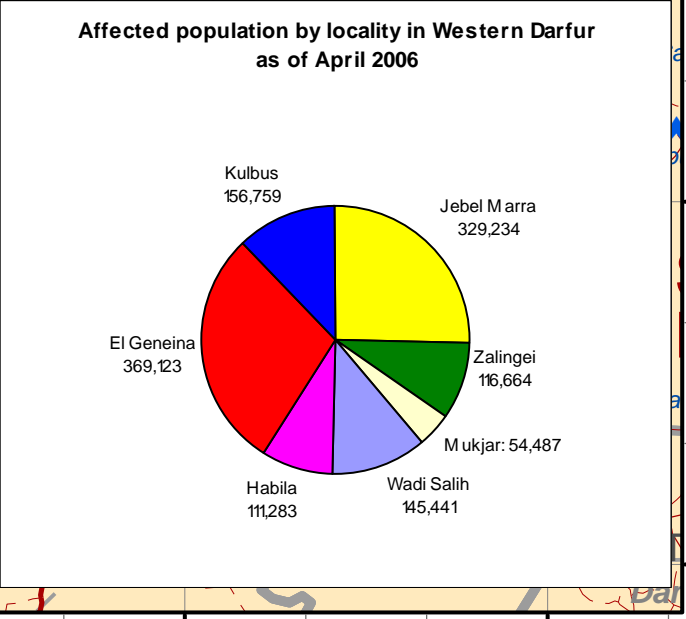 Affected population by locality in Western Darfur
as of April 2006
Kulbus
156,759
Jebel Marra
329,234
El Geneina
369,123
Zalingei
116,664
Mukjar: 54,487
Wadi Salih
145,441
Habila
111,283
Dar